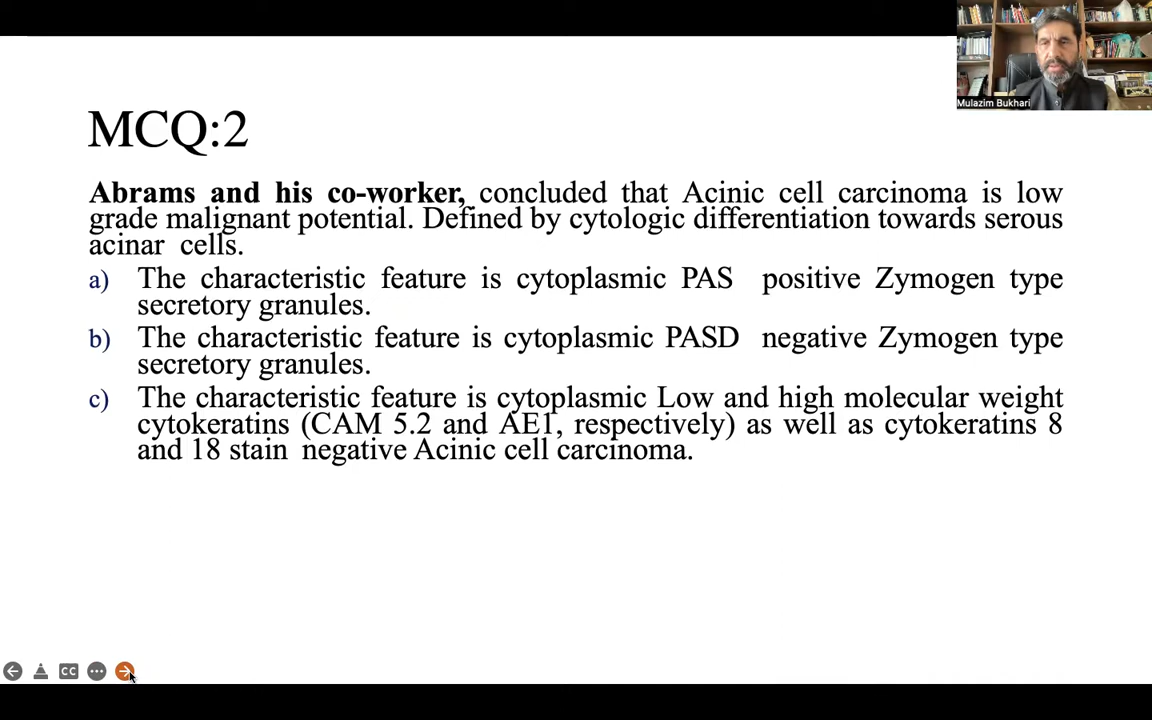 Mulazim Bukhari
MCQ:2
Abrams and his co-worker, concluded that Acinic cell carcinoma is low
grade malignant potential. Defined by cytologic differentiation towards serous
acinar cells.
a) The characteristic feature is cytoplasmic PAS positive Zymogen type
secretory granules.
b) The characteristic feature is cytoplasmic PASD negative Zymogen type
secretory granules.
c) The characteristic feature is cytoplasmic Low and high molecular weight
cytokeratins (CAM 5.2 and AE1, respectively) as well as cytokeratins 8
and 18 stain negative Acinic cell carcinoma.
CC